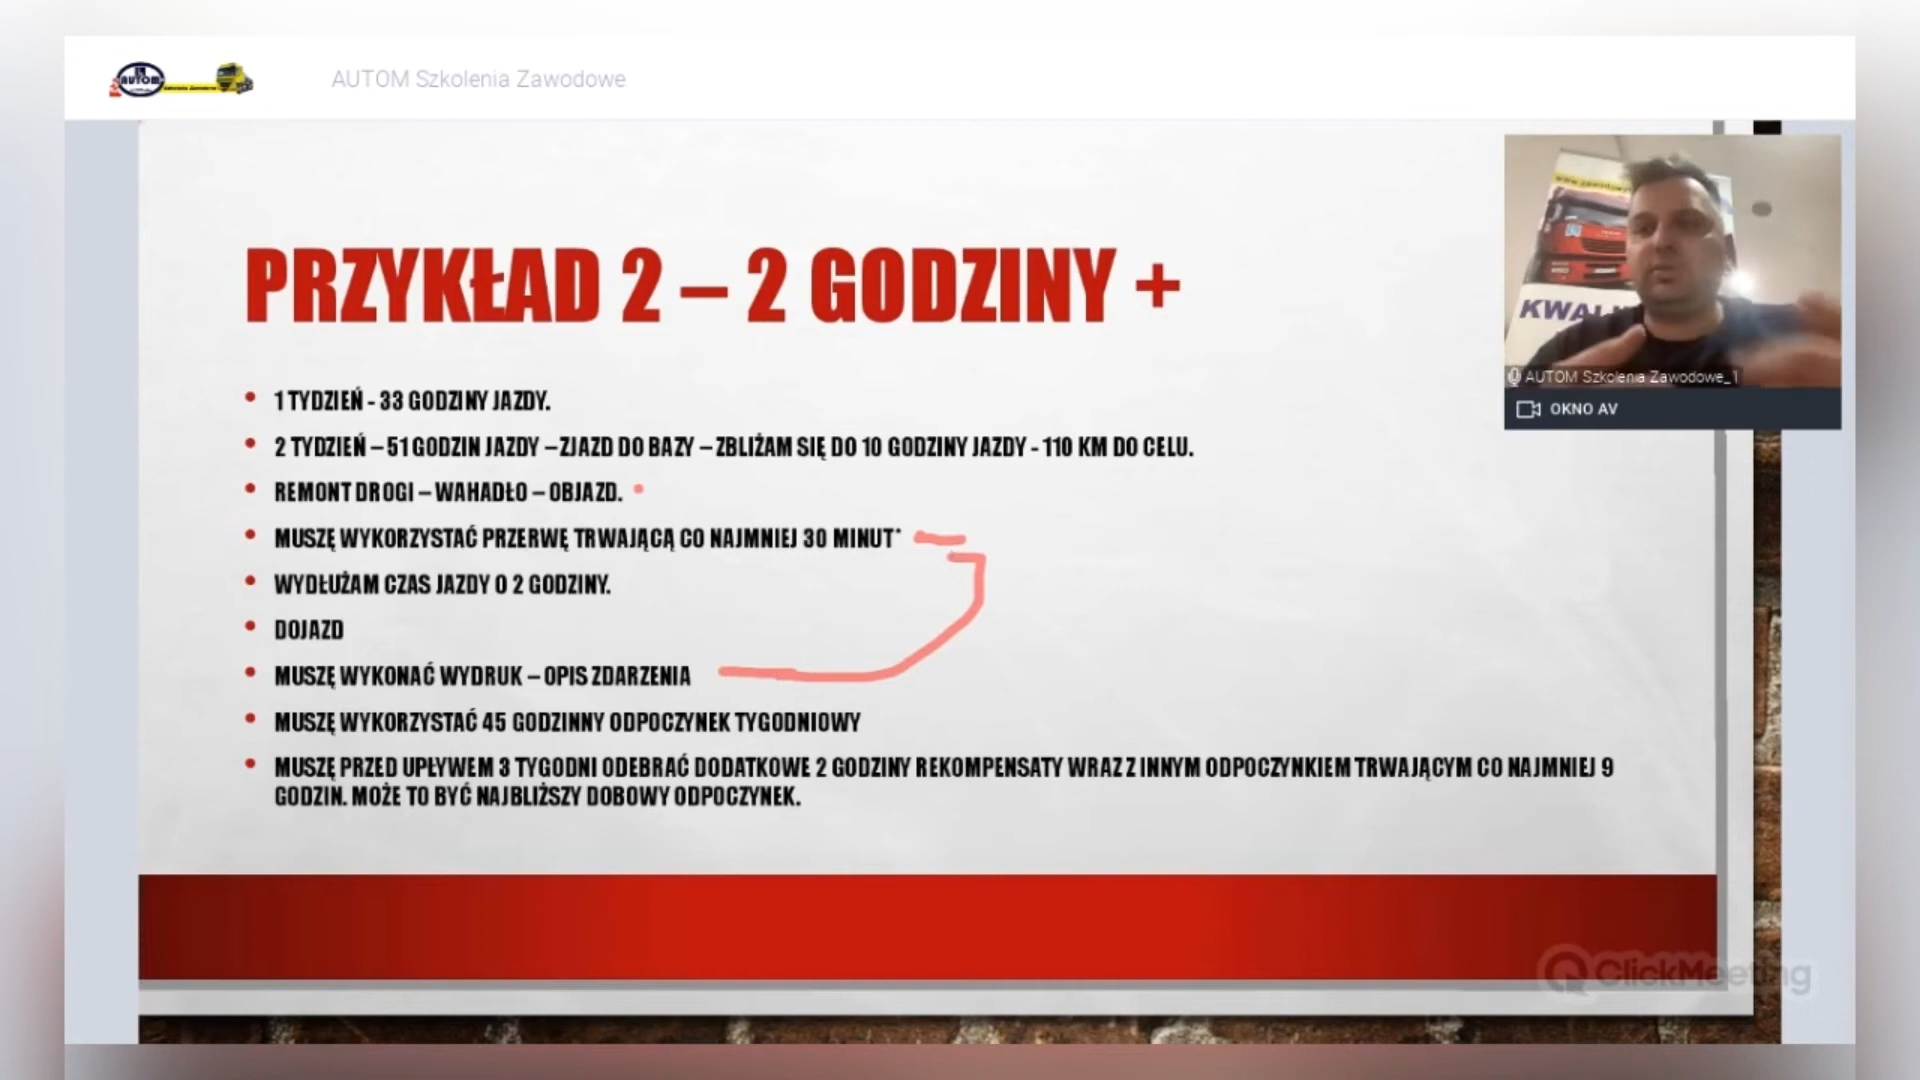 AUTOM
AUTOM Szkolenia Zawodowe
PRZYKŁAD 2 – 2 GODZINY +
• 1 TYDZIEŃ - 33 GODZINY JAZDY.
• 2 TYDZIEŃ – 51 GODZIN JAZDY – ZJAZD DO BAZY – ZBLIŻAM SIĘ DO 10 GODZINY JAZDY - 110 KM DO CELU.
• REMONT DROGI – WAHADŁO – OBJAZD.
• MUSZĘ WYKORZYSTAĆ PRZERWĘ TRWAJĄCĄ CO NAJMNIEJ 30 MINUT*
• WYDŁUŻAM CZAS JAZDY O 2 GODZINY.
• DOJAZD
• MUSZĘ WYKONAĆ WYDRUK – OPIS ZDARZENIA
• MUSZĘ WYKORZYSTAĆ 45 GODZINNY ODPOCZYNEK TYGODNIOWY
• MUSZĘ PRZED UPŁYWEM 3 TYGODNI ODEBRAĆ DODATKOWE 2 GODZINY REKOMPENSATY WRAZ Z INNYM ODPOCZYNKIEM TRWAJĄCYM CO NAJMNIEJ 9
GODZIN. MOŻE TO BYĆ NAJBLIŻSZY DOBOWY ODPOCZYNEK.
AUTOM Szkolenia Zawodowe_1
OKNO AV
ClickMeeting